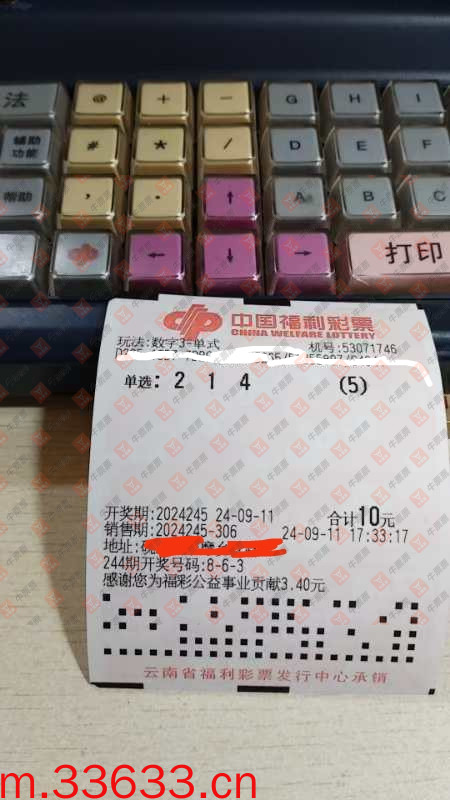 法 @ + - G H I
辅助功能 # * / D E F
帮助 , . ↑ A B C
← ↓ → 打印
中国福利彩票
CHINA WELFARE LOTTERY
玩法:数字3-单式 机号:53071746
单选: 2 1 4 (5)
开奖期:2024245 24-09-11 合计10元
销售期:2024245-306 24-09-11 17:33:17
地址:
244期开奖号码:8-6-3
感谢您为福彩公益事业贡献3.40元
云南省福利彩票发行中心承销
m.33633.cn